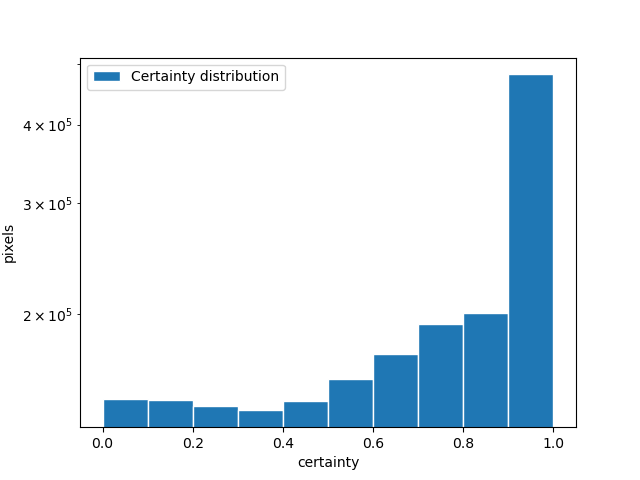 Certainty distribution
4 × 10⁵
3 × 10⁵
2 × 10⁵
pixels
0.0 0.2 0.4 0.6 0.8 1.0
certainty